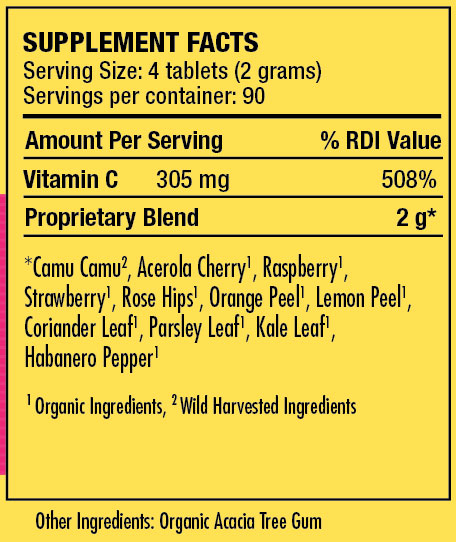 SUPPLEMENT FACTS
Serving Size: 4 tablets (2 grams)
Servings per container: 90
Amount Per Serving % RDI Value
Vitamin C 305 mg 508%
Proprietary Blend 2 g*
*Camu Camu², Acerola Cherry¹, Raspberry¹,
Strawberry¹, Rose Hips¹, Orange Peel¹, Lemon Peel¹,
Coriander Leaf¹, Parsley Leaf¹, Kale Leaf¹,
Habanero Pepper¹
¹ Organic Ingredients, ² Wild Harvested Ingredients
Other Ingredients: Organic Acacia Tree Gum